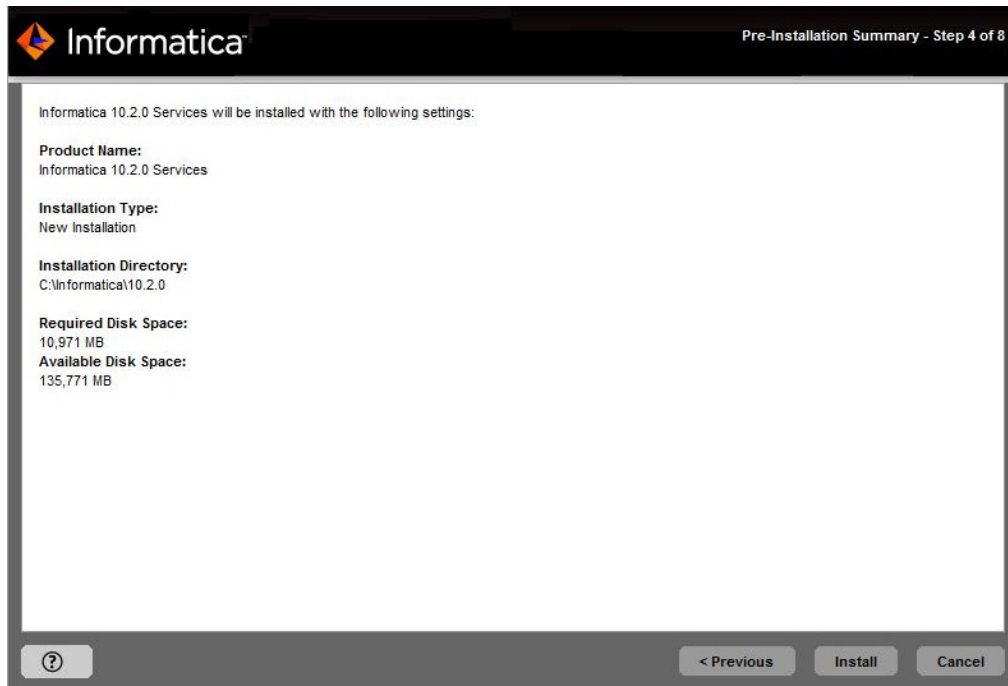 Informatica™
Pre-Installation Summary - Step 4 of 8
Informatica 10.2.0 Services will be installed with the following settings:
Product Name:
Informatica 10.2.0 Services
Installation Type:
New Installation
Installation Directory:
C:\Informatica\10.2.0
Required Disk Space:
10,971 MB
Available Disk Space:
135,771 MB
?
< Previous
Install
Cancel